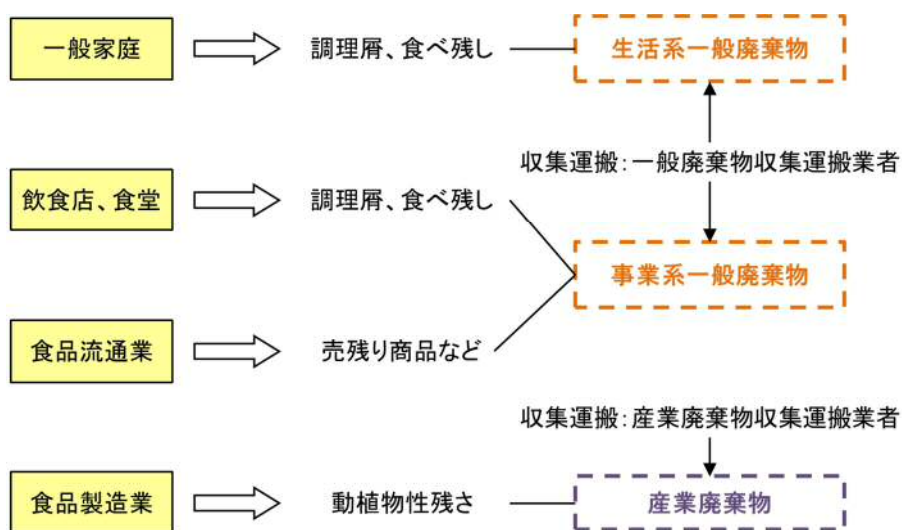 一般家庭
調理屑、食べ残し
生活系一般廃棄物
収集運搬:一般廃棄物収集運搬業者
飲食店、食堂
調理屑、食べ残し
事業系一般廃棄物
食品流通業
売残り商品など
収集運搬:産業廃棄物収集運搬業者
食品製造業
動植物性残さ
産業廃棄物